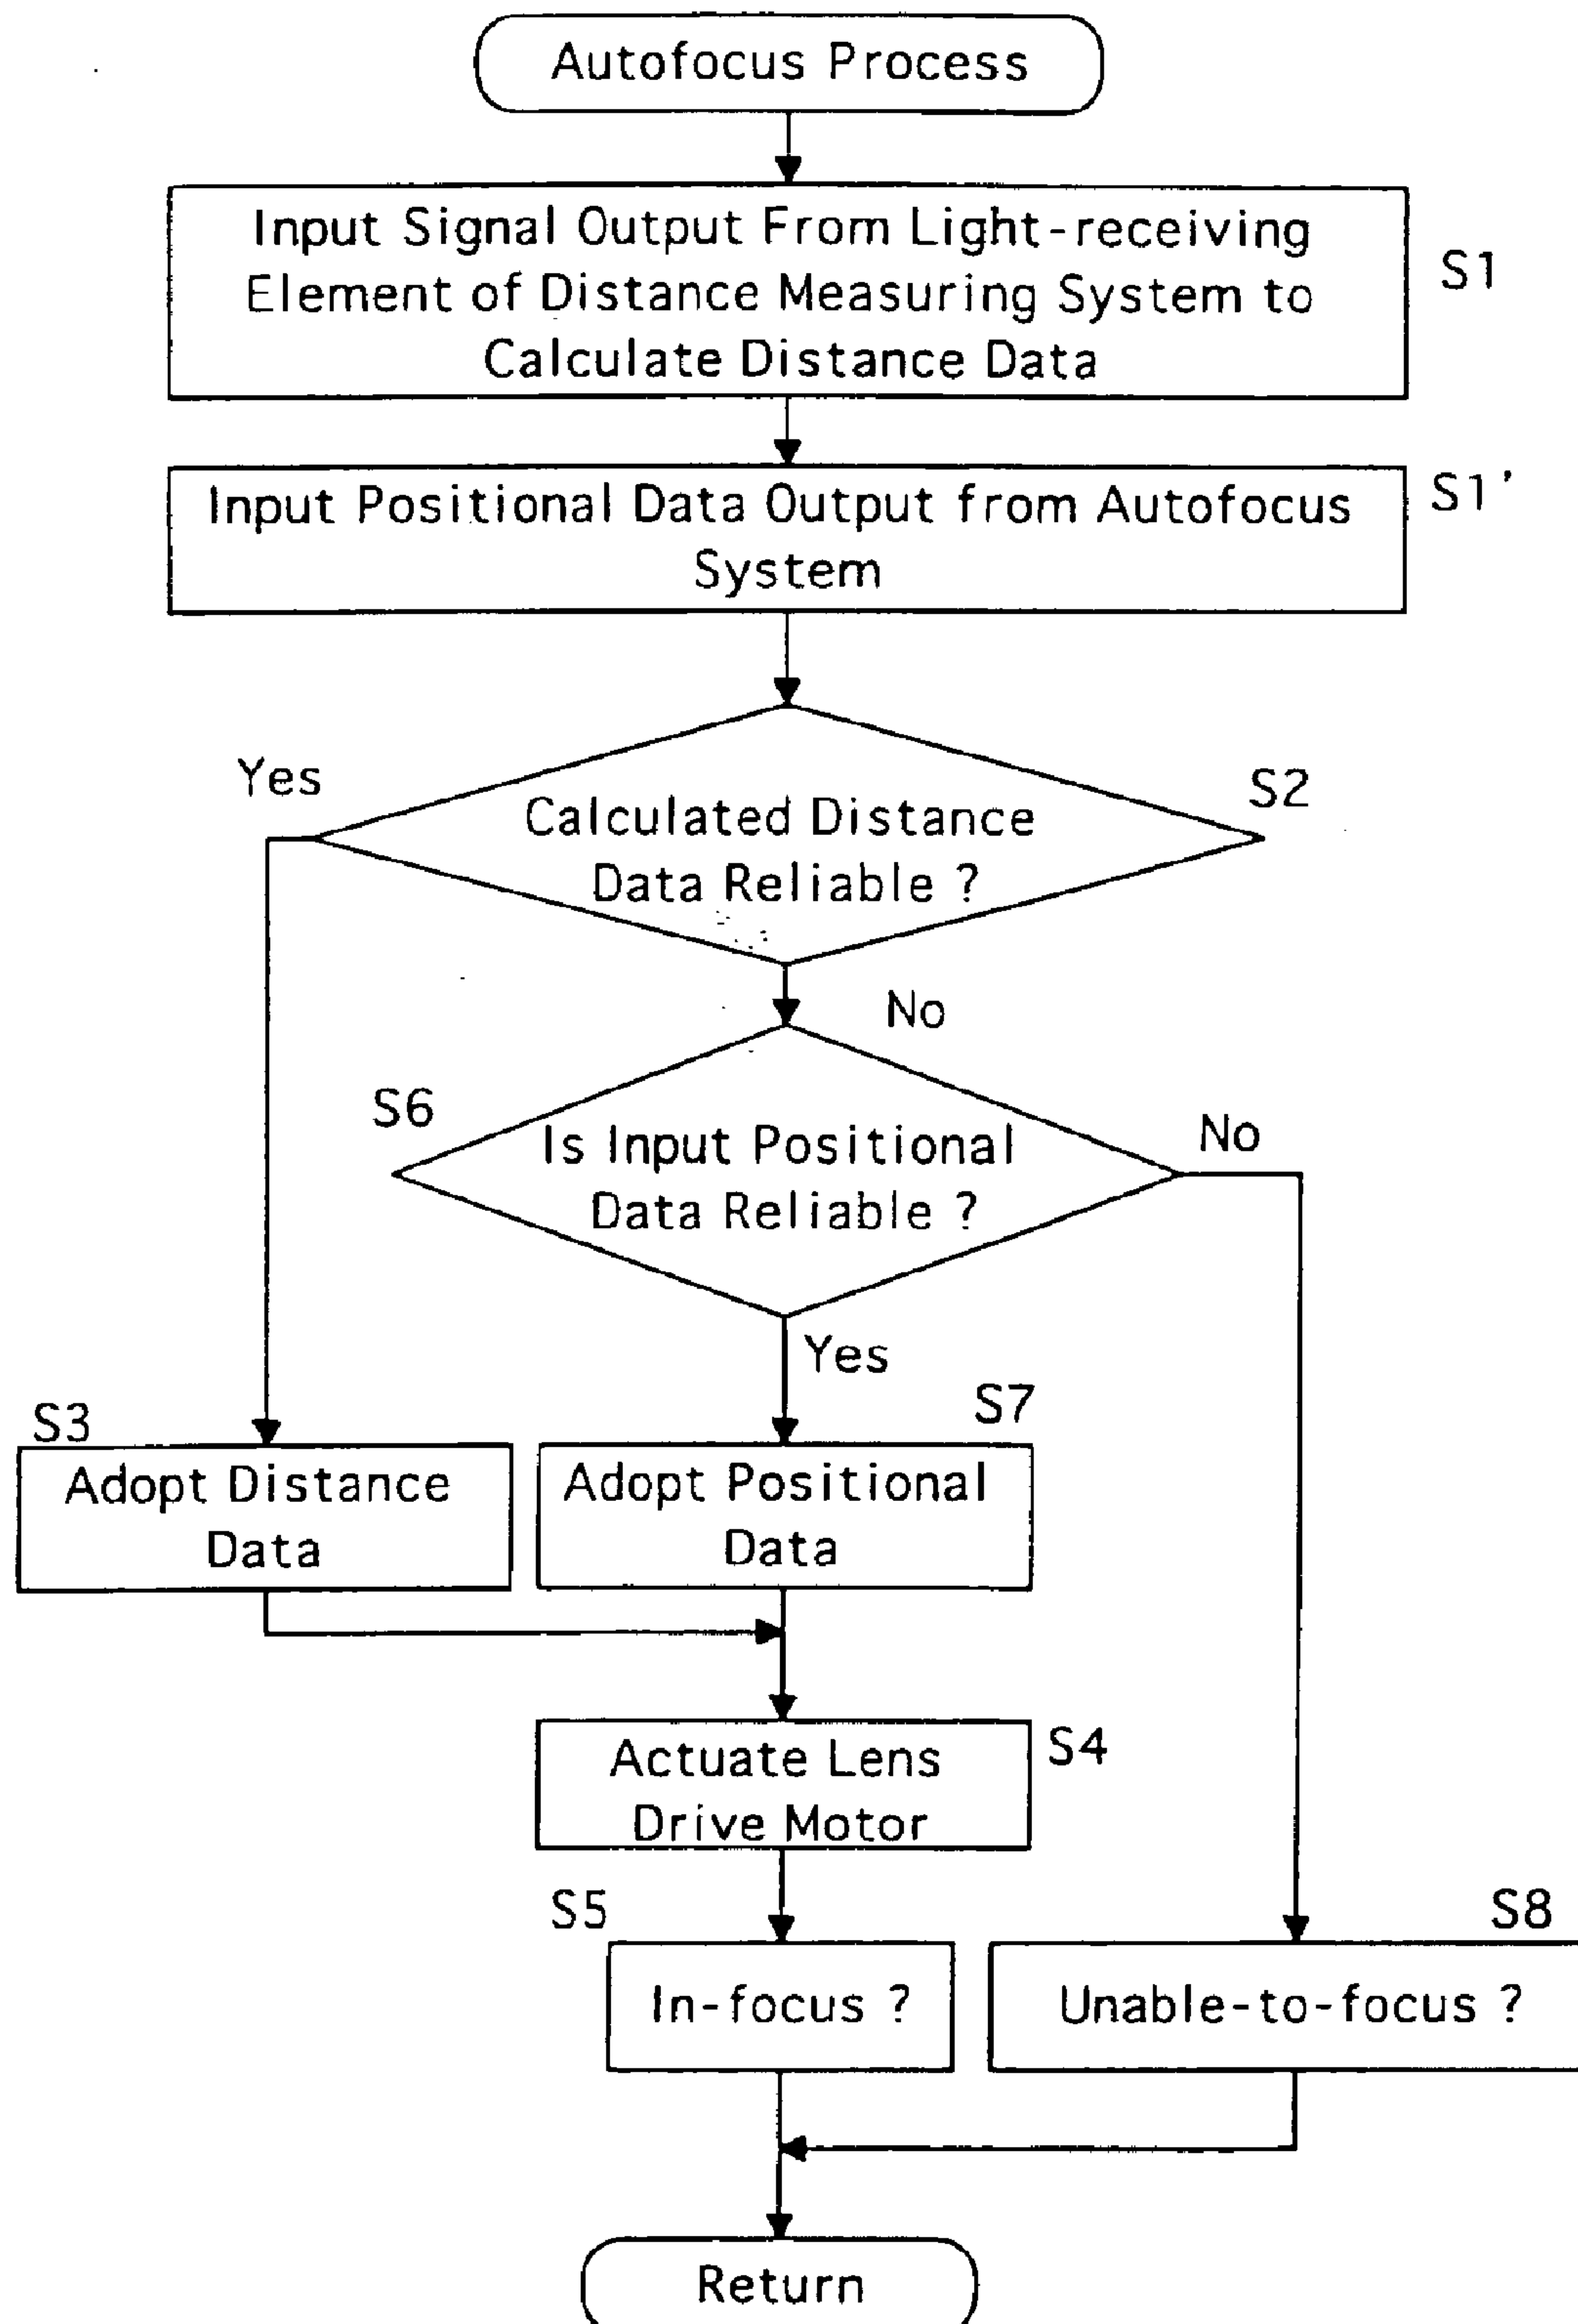 Autofocus Process
Input Signal Output From Light-receiving
Element of Distance Measuring System to
Calculate Distance Data
S1
Input Positional Data Output from Autofocus
System
S1'
Yes
S2
Calculated Distance
Data Reliable ?
No
S6
Is Input Positional
Data Reliable ?
No
Yes
S3
S7
Adopt Distance
Data
Adopt Positional
Data
Actuate Lens
Drive Motor
S4
S5
S8
In-focus ?
Unable-to-focus ?
Return